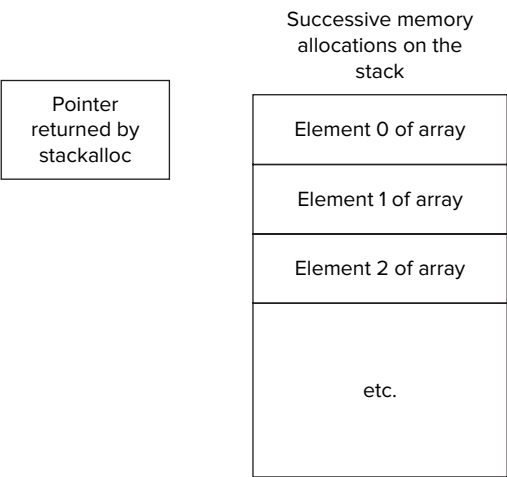 Successive memory
allocations on the
stack
Pointer
returned by
stackalloc
Element 0 of array
Element 1 of array
Element 2 of array
etc.